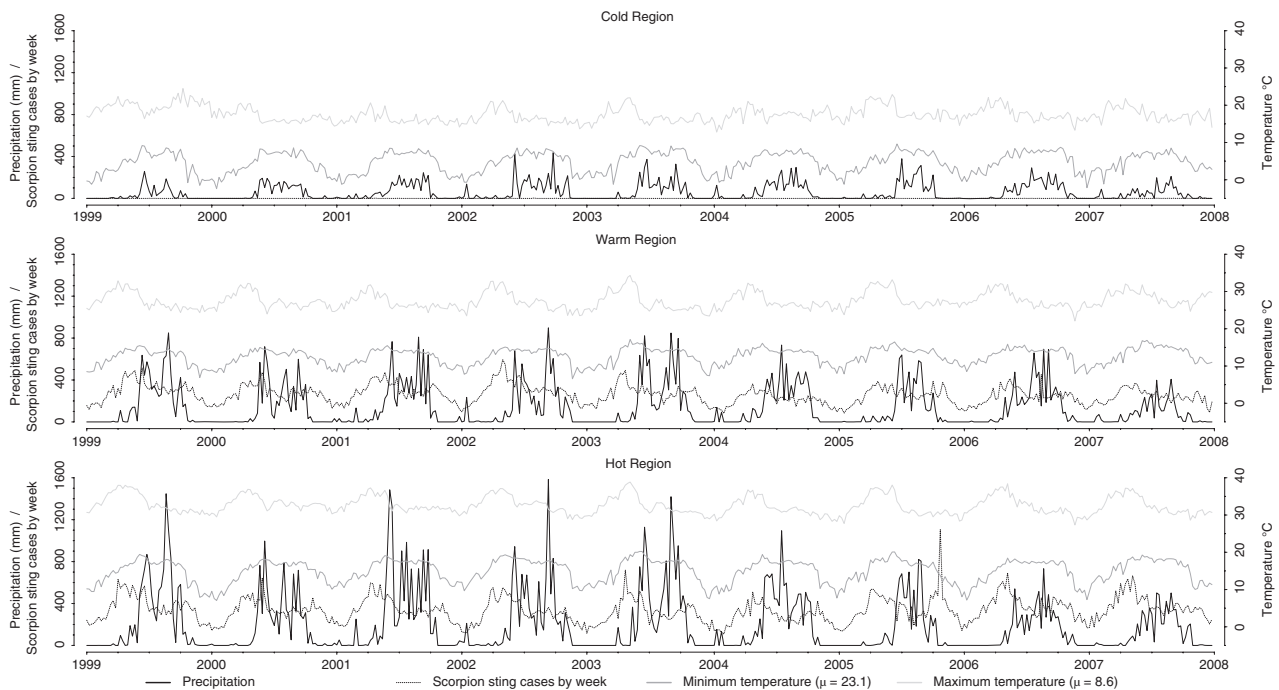 Cold Region
Precipitation (mm) /
Scorpion sting cases by week
1600
1200
800
400
0
40
30
20
10
0
Temperature °C
1999 2000 2001 2002 2003 2004 2005 2006 2007 2008
Warm Region
Precipitation (mm) /
Scorpion sting cases by week
1600
1200
800
400
0
40
30
20
10
0
Temperature °C
1999 2000 2001 2002 2003 2004 2005 2006 2007 2008
Hot Region
Precipitation (mm) /
Scorpion sting cases by week
1600
1200
800
400
0
40
30
20
10
0
Temperature °C
1999 2000 2001 2002 2003 2004 2005 2006 2007 2008
Precipitation Scorpion sting cases by week Minimum temperature (μ = 23.1) Maximum temperature (μ = 8.6)